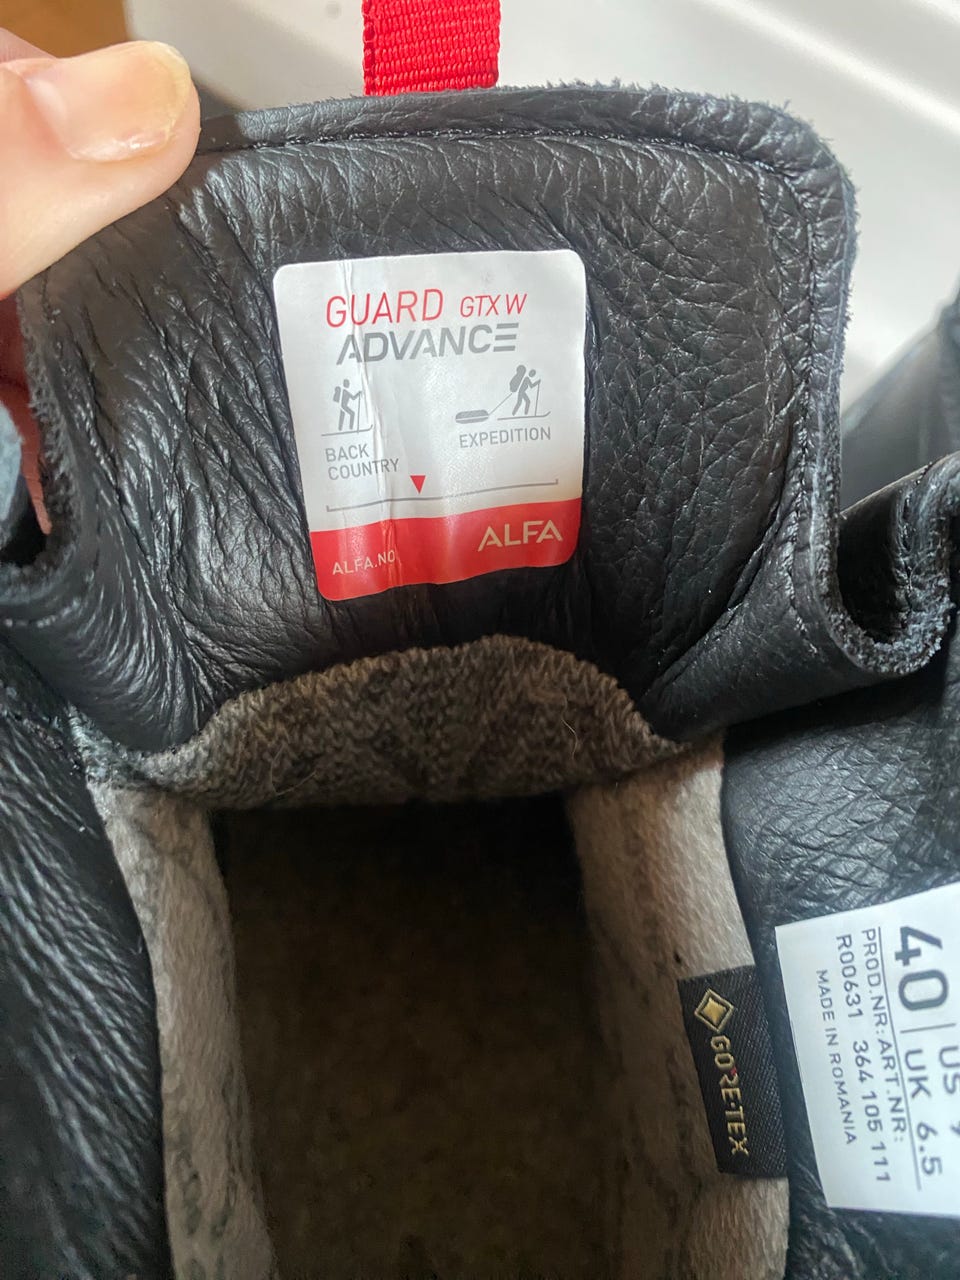 GUARD GTX W
ADVANCE
BACK
COUNTRY
EXPEDITION
ALFA.NO
ALFA
GORE-TEX
US
40 UK 6.5
PROD.NR: ART.NR:
R00631 364 105 111
MADE IN ROMANIA